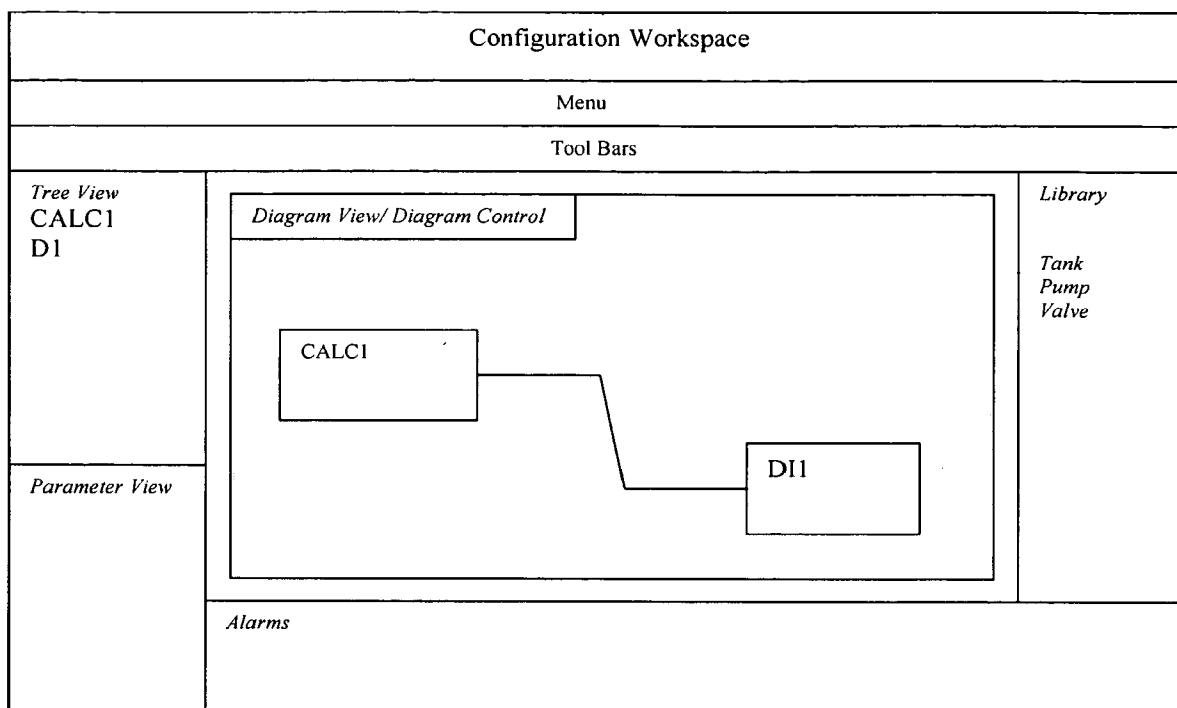 Configuration Workspace
Menu
Tool Bars
Tree View
CALC1
D1
Diagram View/ Diagram Control
Library
Tank
Pump
Valve
CALC1
DI1
Parameter View
Alarms